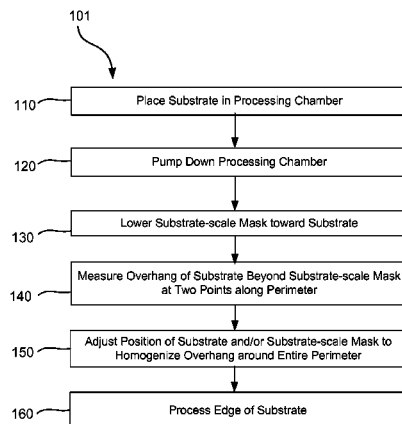 101
110
Place Substrate in Processing Chamber
120
Pump Down Processing Chamber
130
Lower Substrate-scale Mask toward Substrate
140
Measure Overhang of Substrate Beyond Substrate-scale Mask
at Two Points along Perimeter
150
Adjust Position of Substrate and/or Substrate-scale Mask to
Homogenize Overhang around Entire Perimeter
160
Process Edge of Substrate